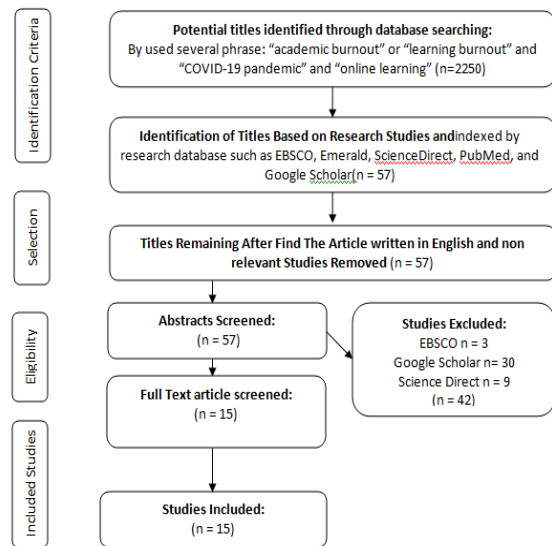 Identification Criteria
Potential titles identified through database searching:
By used several phrase: “academic burnout” or “learning burnout” and
“COVID-19 pandemic” and “online learning” (n=2250)
Identification of Titles Based on Research Studies andindexed by
research database such as EBSCO, Emerald, ScienceDirect, PubMed, and
Google Scholar(n = 57)
Selection
Titles Remaining After Find The Article written in English and non
relevant Studies Removed (n = 57)
Eligibility
Abstracts Screened:
(n = 57)
Studies Excluded:
EBSCO n = 3
Google Scholar n= 30
Science Direct n = 9
(n = 42)
Full Text article screened:
(n = 15)
Included Studies
Studies Included:
(n = 15)